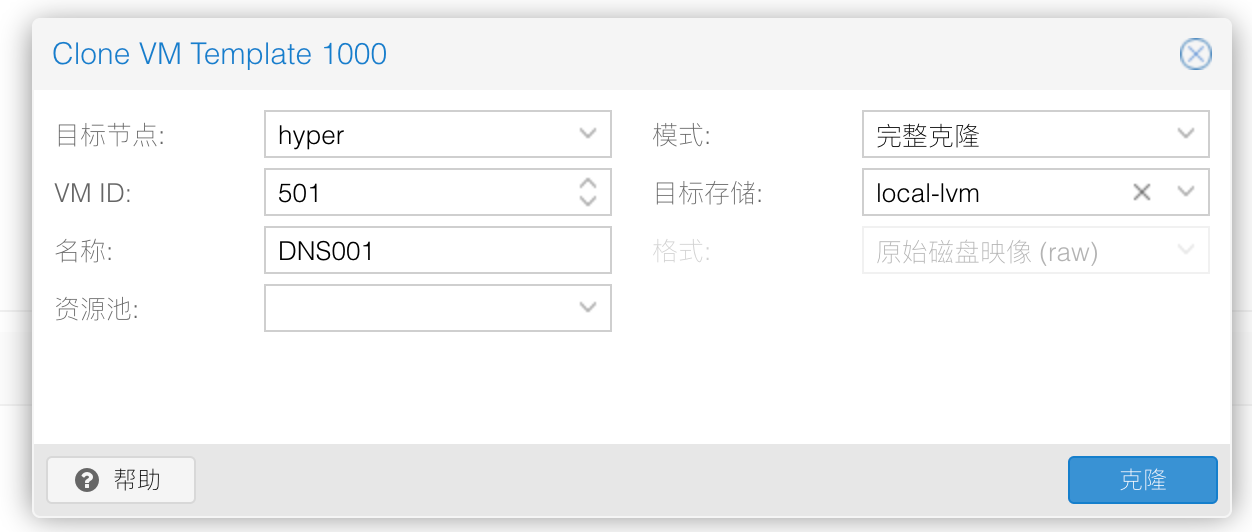 Clone VM Template 1000
目标节点: hyper 模式: 完整克隆
VM ID: 501 目标存储: local-lvm
名称: DNS001 格式: 原始磁盘映像 (raw)
资源池:
帮助 克隆